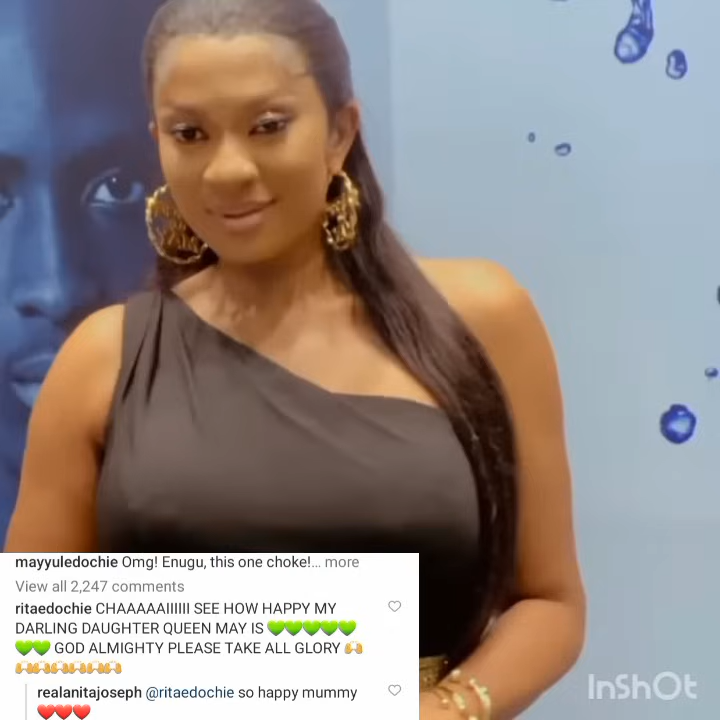 mayyuledochie Omg! Enugu, this one choke!... more
View all 2,247 comments
ritaedochie CHAAAAAIIIIII SEE HOW HAPPY MY
DARLING DAUGHTER QUEEN MAY IS 💚💚💚💚💚
💚💚 GOD ALMIGHTY PLEASE TAKE ALL GLORY 🙌
🙌🙌🙌🙌🙌🙌
realanitajoseph @ritaedochie so happy mummy
❤️❤️❤️
InShOt